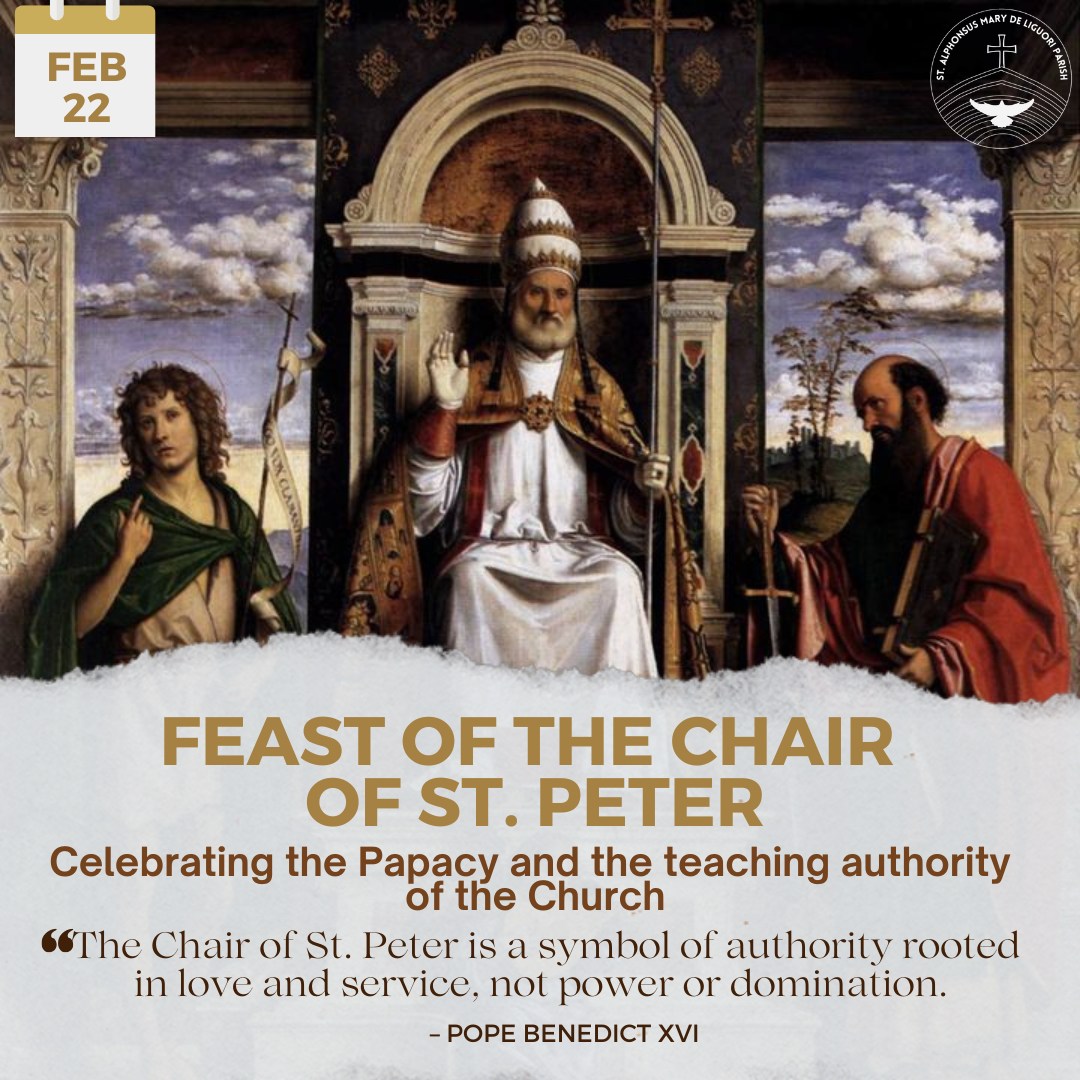 FEB
22
ST. ALPHONSUS MARY DE LIGUORI PARISH
FEAST OF THE CHAIR
OF ST. PETER
Celebrating the Papacy and the teaching authority
of the Church
❝The Chair of St. Peter is a symbol of authority rooted
in love and service, not power or domination.
– POPE BENEDICT XVI